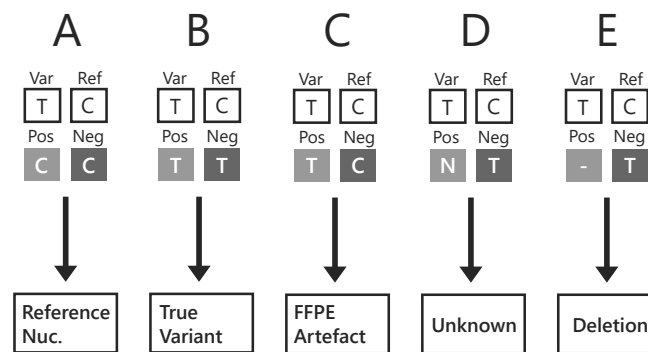 A B C D E
Var Ref Var Ref Var Ref Var Ref Var Ref
T C T C T C T C T C
Pos Neg Pos Neg Pos Neg Pos Neg Pos Neg
C C T T T C N T - T
Reference True FFPE Unknown Deletion
Nuc. Variant Artefact